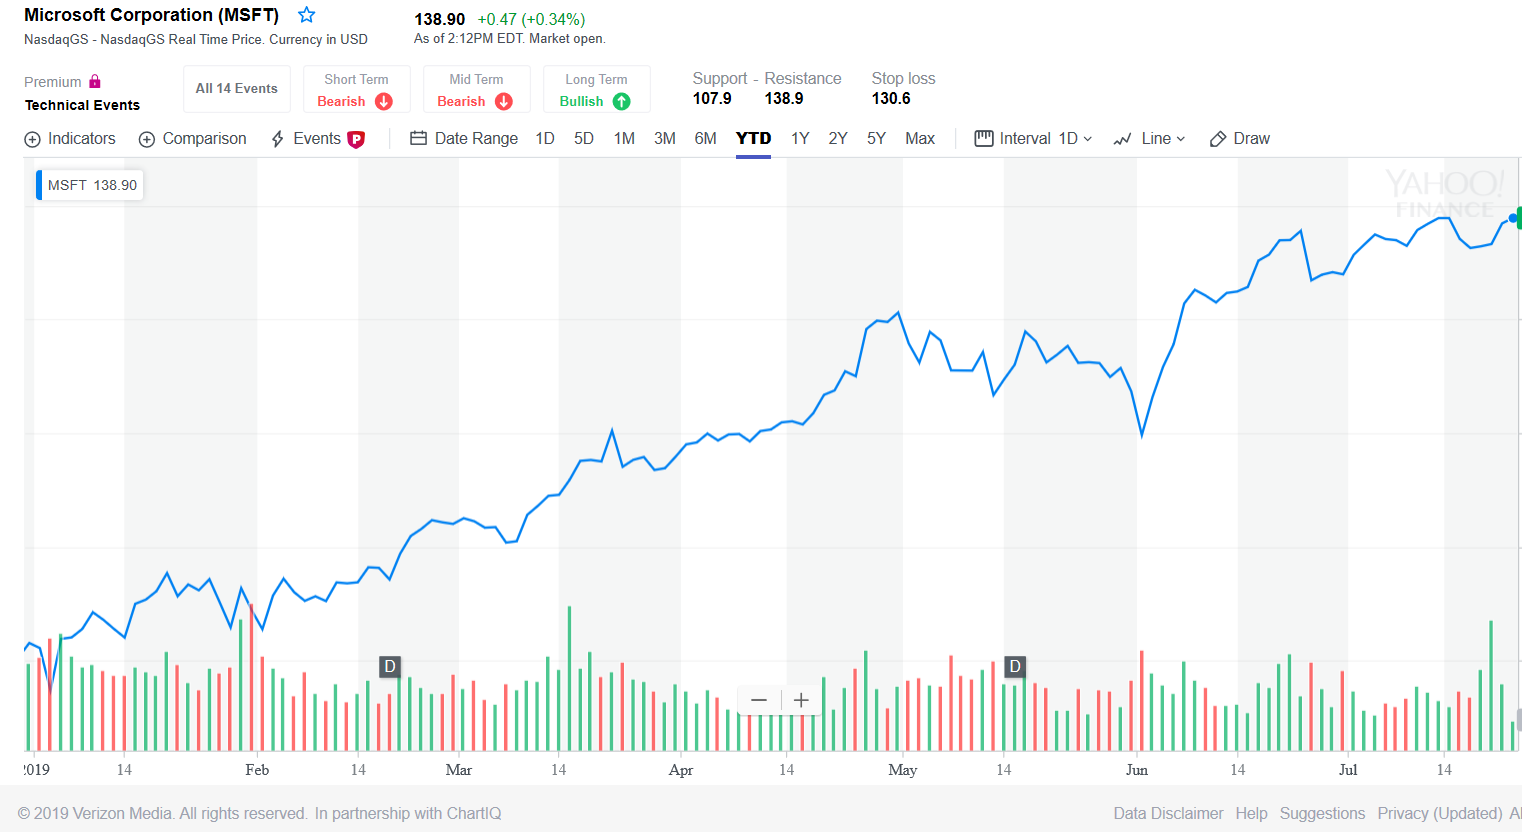 Microsoft Corporation (MSFT)
138.90 +0.47 (+0.34%)
NasdaqGS - NasdaqGS Real Time Price. Currency in USD
As of 2:12PM EDT. Market open.
Premium
Technical Events
All 14 Events
Short Term
Bearish
Mid Term
Bearish
Long Term
Bullish
Support - Resistance
107.9 138.9
Stop loss
130.6
Indicators Comparison Events P Date Range 1D 5D 1M 3M 6M YTD 1Y 2Y 5Y Max Interval 1D Line Draw
MSFT 138.90
YAHOO!
FINANCE
D D
2019 14 Feb 14 Mar 14 Apr 14 May 14 Jun 14 Jul 14
© 2019 Verizon Media. All rights reserved. In partnership with ChartIQ
Data Disclaimer Help Suggestions Privacy (Updated)